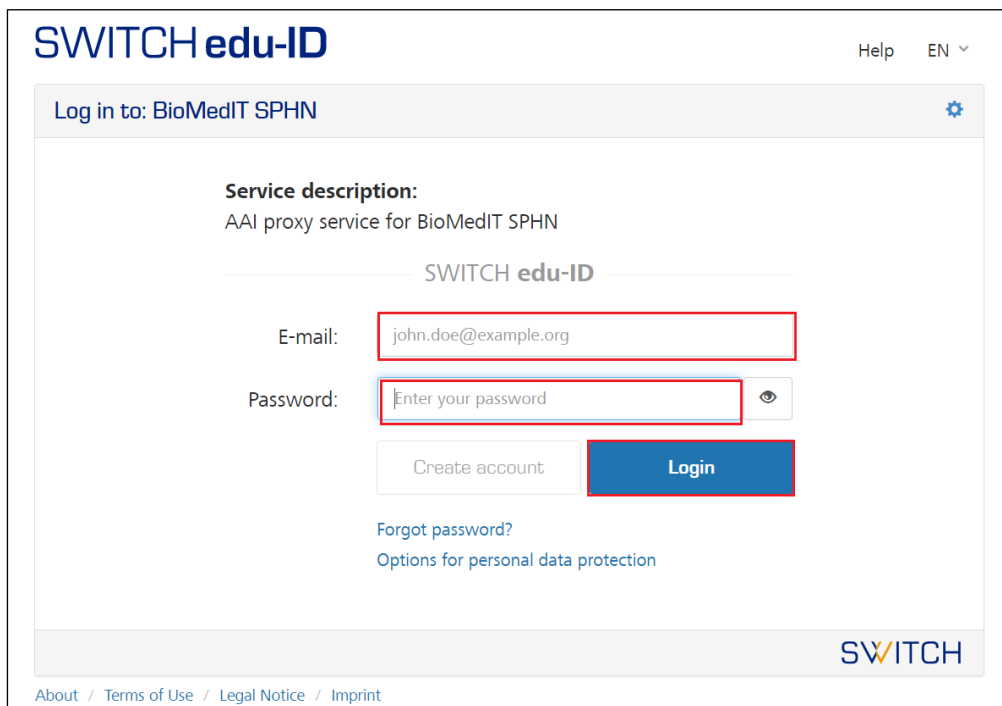 SWITCH edu-ID
Help EN
Log in to: BioMedIT SPHN
Service description:
AAI proxy service for BioMedIT SPHN
SWITCH edu-ID
E-mail: john.doe@example.org
Password: Enter your password
Create account Login
Forgot password?
Options for personal data protection
SWITCH
About / Terms of Use / Legal Notice / Imprint